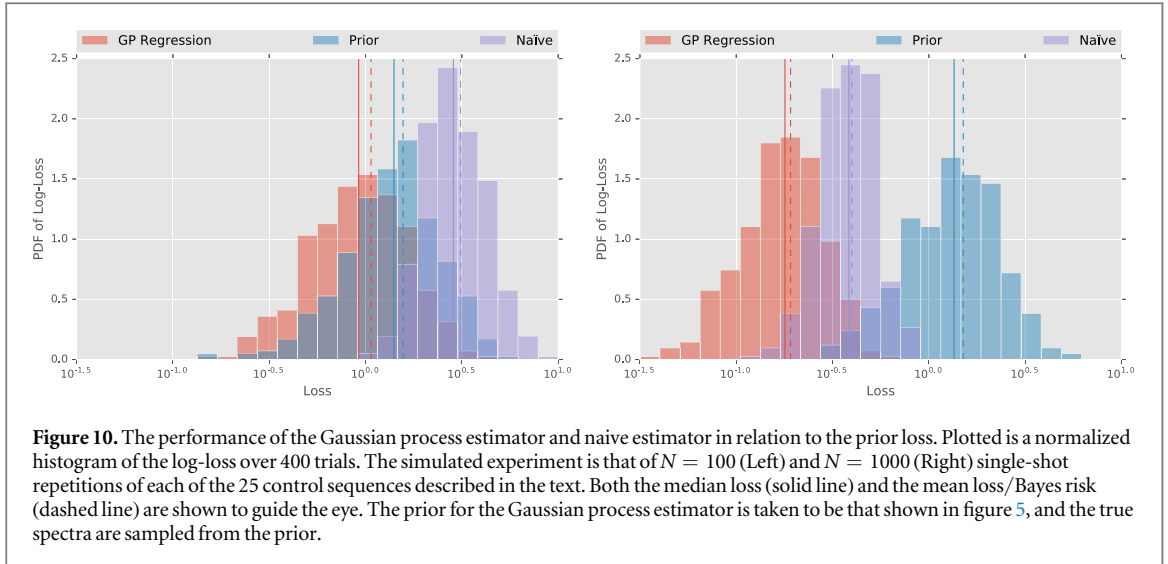 GP Regression Prior Naïve
2.5
2.0
1.5
1.0
0.5
0.0
PDF of Log-Loss
10^-1.5 10^-1.0 10^-0.5 10^0.0 10^0.5 10^1.0
Loss
GP Regression Prior Naïve
2.5
2.0
1.5
1.0
0.5
0.0
PDF of Log-Loss
10^-1.5 10^-1.0 10^-0.5 10^0.0 10^0.5 10^1.0
Loss
Figure 10. The performance of the Gaussian process estimator and naive estimator in relation to the prior loss. Plotted is a normalized
histogram of the log-loss over 400 trials. The simulated experiment is that of N = 100 (Left) and N = 1000 (Right) single-shot
repetitions of each of the 25 control sequences described in the text. Both the median loss (solid line) and the mean loss/Bayes risk
(dashed line) are shown to guide the eye. The prior for the Gaussian process estimator is taken to be that shown in figure 5, and the true
spectra are sampled from the prior.